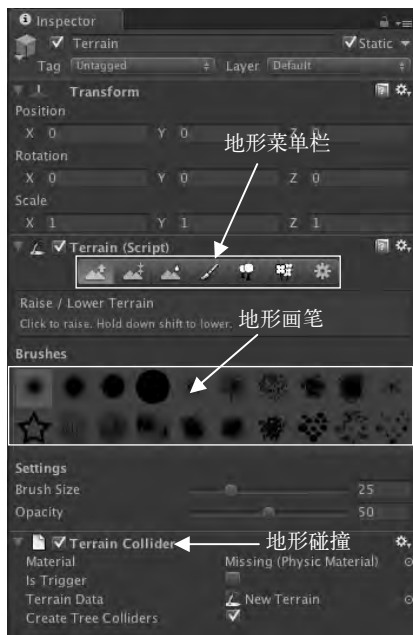 Inspector
Terrain
Static
Tag Untagged Layer Default
Transform
Position
X 0 Y 0 Z 0
地形菜单栏
Rotation
X 0 Y 0 Z 0
Scale
X 1 Y 1 Z 1
Terrain (Script)
Raise / Lower Terrain
Click to raise. Hold down shift to lower.
地形画笔
Brushes
Settings
Brush Size 25
Opacity 50
Terrain Collider
地形碰撞
Material Missing (Physic Material)
Is Trigger
Terrain Data New Terrain
Create Tree Colliders